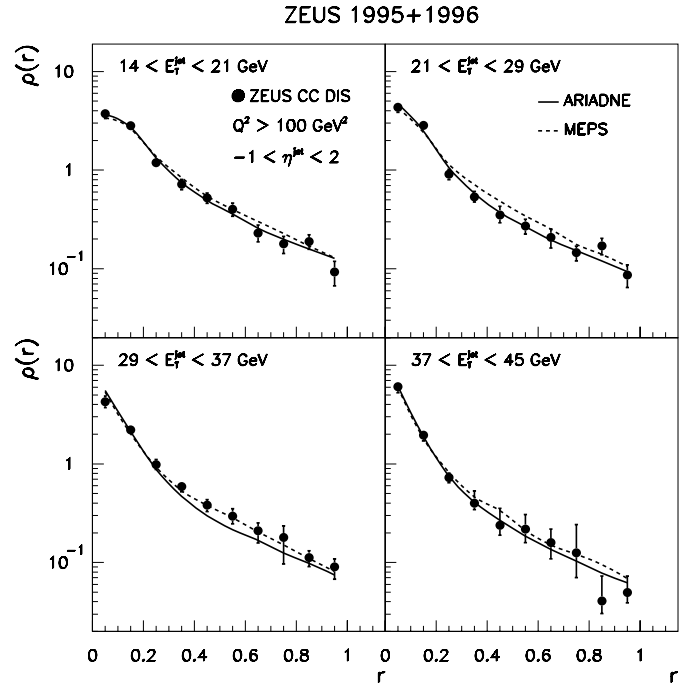 ZEUS 1995+1996
ρ(r)
10
1
10⁻¹
14 < E_T^jet < 21 GeV
ZEUS CC DIS
Q² > 100 GeV²
−1 < η^jet < 2
21 < E_T^jet < 29 GeV
ARIADNE
MEPS
ρ(r)
10
1
10⁻¹
29 < E_T^jet < 37 GeV
37 < E_T^jet < 45 GeV
0 0.2 0.4 0.6 0.8 1 0 0.2 0.4 0.6 0.8 1
r r